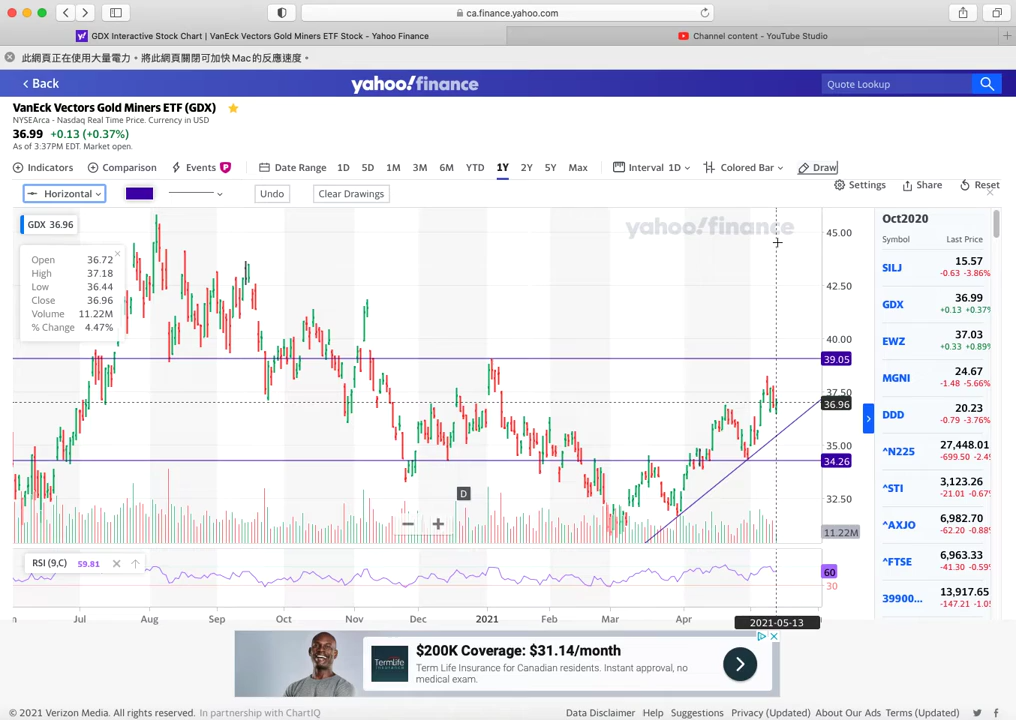 ca.finance.yahoo.com
GDX Interactive Stock Chart | VanEck Vectors Gold Miners ETF Stock - Yahoo Finance
Channel content - YouTube Studio
此網頁正在使用大量電力。將此網頁關閉可加快 Mac 的反應速度。
Back
yahoo!finance
Quote Lookup
VanEck Vectors Gold Miners ETF (GDX)
NYSEArca - Nasdaq Real Time Price. Currency in USD
36.99 +0.13 (+0.37%)
As of 3:37PM EDT. Market open.
Indicators Comparison Events P Date Range 1D 5D 1M 3M 6M YTD 1Y 2Y 5Y Max Interval 1D Colored Bar Draw
Settings Share Reset
Horizontal Undo Clear Drawings
GDX 36.96
yahoo!finance
Open 36.72
High 37.18
Low 36.44
Close 36.96
Volume 11.22M
% Change 4.47%
45.00
42.50
40.00
39.05
37.50
36.96
35.00
34.26
32.50
11.22M
D
RSI (9,C) 59.81
60
30
Jul Aug Sep Oct Nov Dec 2021 Feb Mar Apr
2021-05-13
Oct2020
Symbol Last Price
SILJ 15.57
-0.63 -3.86%
GDX 36.99
+0.13 +0.37%
EWZ 37.03
+0.33 +0.89%
MGNI 24.67
-1.48 -5.66%
DDD 20.23
-0.79 -3.76%
^N225 27,448.01
-699.50 -2.49
^STI 3,123.26
-21.01 -0.67%
^AXJO 6,982.70
-62.20 -0.88%
^FTSE 6,963.33
-41.30 -0.59%
39900... 13,917.65
-147.21 -1.05
TermLife
$200K Coverage: $31.14/month
Term Life Insurance for Canadian residents. Instant approval, no
medical exam.
© 2021 Verizon Media. All rights reserved. In partnership with ChartIQ
Data Disclaimer Help Suggestions Privacy (Updated) About Our Ads Terms (Updated)